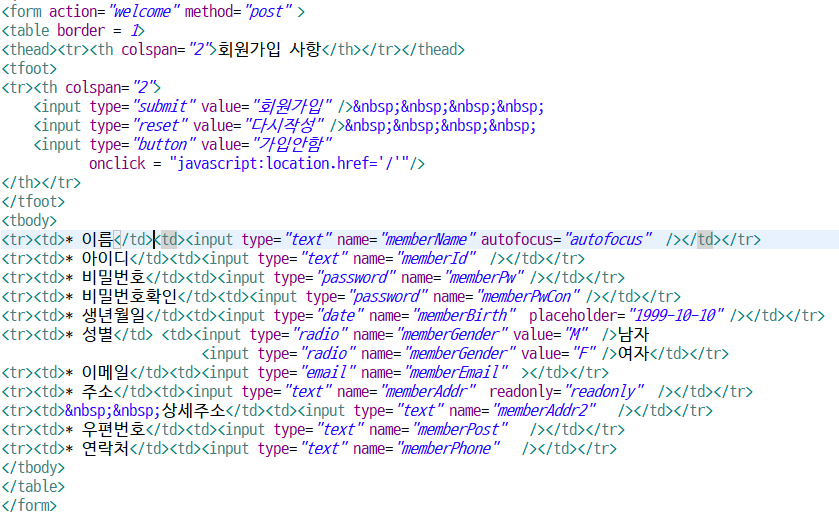 <form action="welcome" method="post" >
<table border = 1>
<thead><tr><th colspan="2">회원가입 사항</th></tr></thead>
<tfoot>
<tr><th colspan="2">
    <input type="submit" value="회원가입" />&nbsp;&nbsp;&nbsp;&nbsp;
    <input type="reset" value="다시작성" />&nbsp;&nbsp;&nbsp;&nbsp;
    <input type="button" value="가입안함"
           onclick = "javascript:location.href='/'"/>
</th></tr>
</tfoot>
<tbody>
<tr><td>* 이름</td><td><input type="text" name="memberName" autofocus="autofocus"  /></td></tr>
<tr><td>* 아이디</td><td><input type="text" name="memberId"  /></td></tr>
<tr><td>* 비밀번호</td><td><input type="password" name="memberPw" /></td></tr>
<tr><td>* 비밀번호확인</td><td><input type="password" name="memberPwCon" /></td></tr>
<tr><td>* 생년월일</td><td><input type="date" name="memberBirth"  placeholder="1999-10-10" /></td></tr>
<tr><td>* 성별</td> <td><input type="radio" name="memberGender" value="M"  />남자
                         <input type="radio" name="memberGender" value="F" />여자</td></tr>
<tr><td>* 이메일</td><td><input type="email" name="memberEmail"  ></td></tr>
<tr><td>* 주소</td><td><input type="text" name="memberAddr"  readonly="readonly"  /></td></tr>
<tr><td>&nbsp;&nbsp;상세주소</td><td><input type="text" name="memberAddr2"   /></td></tr>
<tr><td>* 우편번호</td><td><input type="text" name="memberPost"   /></td></tr>
<tr><td>* 연락처</td><td><input type="text" name="memberPhone"   /></td></tr>
</tbody>
</table>
</form>